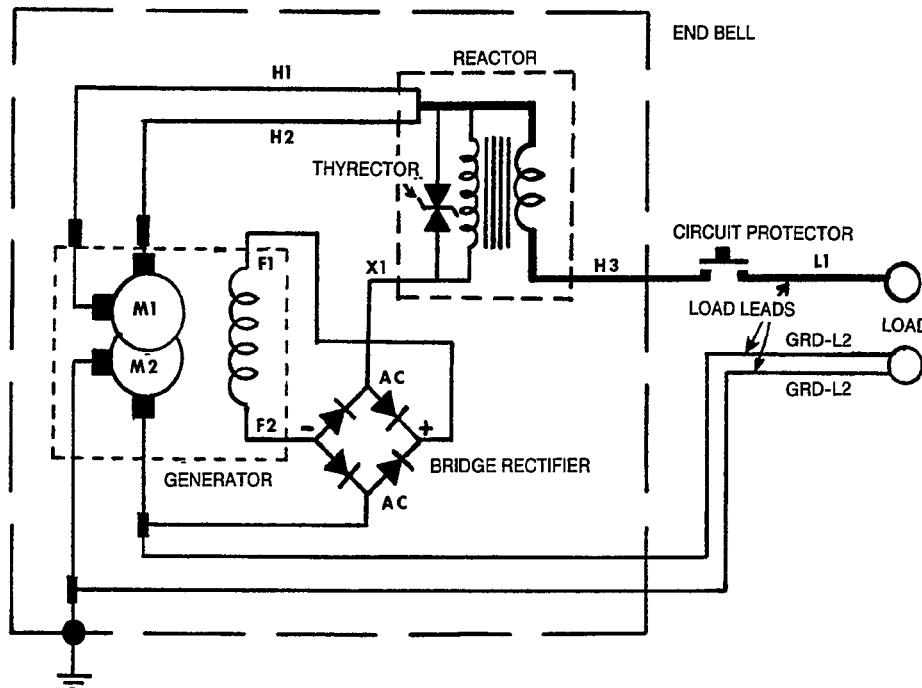 END BELL
REACTOR
H1
H2
THYRECTOR
X1
H3
CIRCUIT PROTECTOR
L1
LOAD LEADS
LOAD
GRD-L2
GRD-L2
F1
M1
M2
F2
AC
-
+
AC
GENERATOR
BRIDGE RECTIFIER